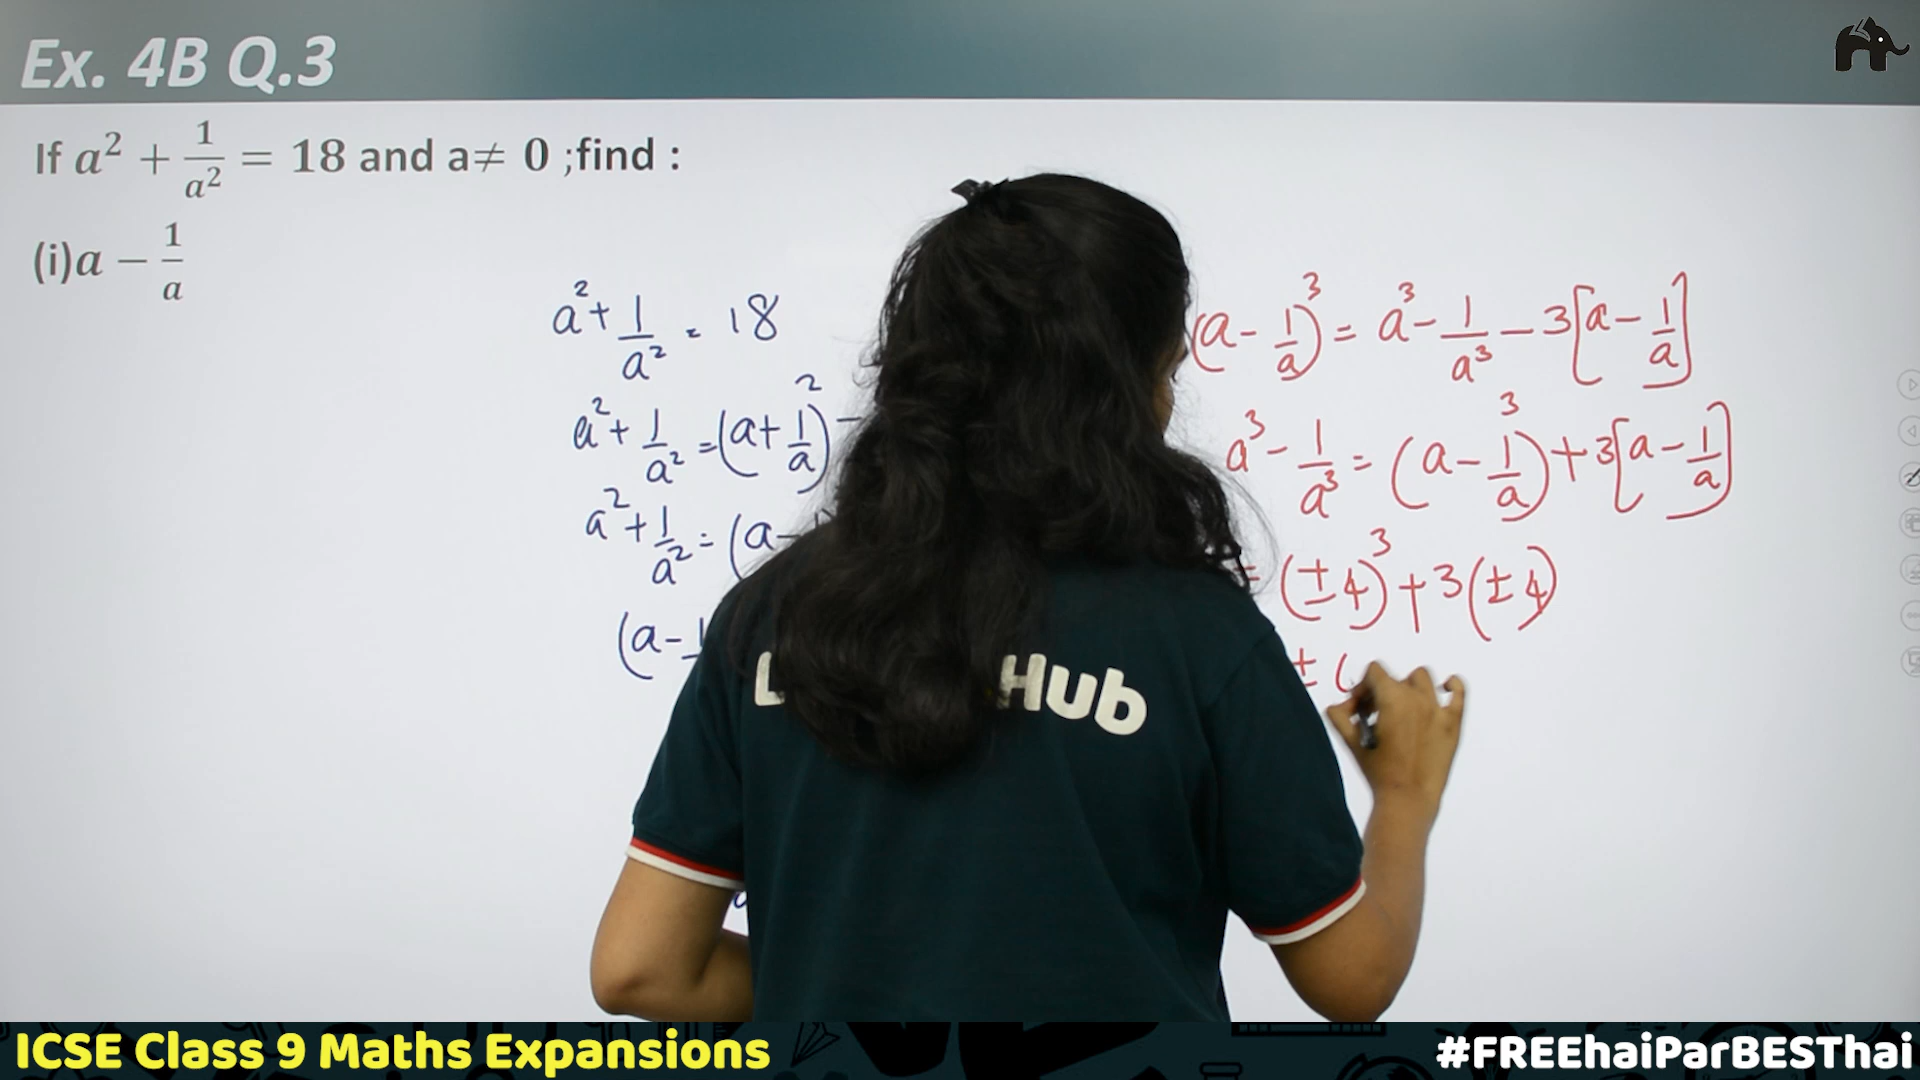 Ex. 4B Q.3
If a² + 1/a² = 18 and a≠ 0 ;find :
(i)a − 1/a
a² + 1/a² = 18
a² + 1/a² = (a + 1/a)² −
a² + 1/a² = (a −
(a − 1
(a − 1/a)³ = a³ − 1/a³ − 3[a − 1/a]
a³ − 1/a³ = (a − 1/a)³ + 3[a − 1/a]
= (±4)³ + 3(±4)
± (
Hub
ICSE Class 9 Maths Expansions
#FREEhaiParBESThai